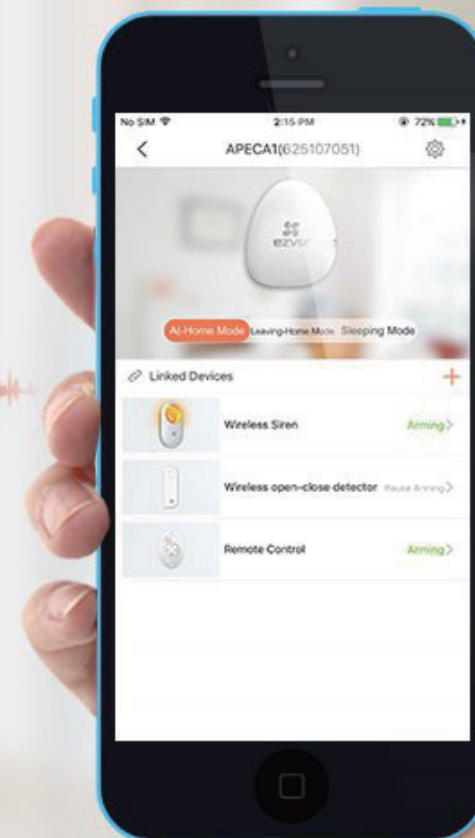 No SIM 2:15 PM 72%
APECA1(625107051)
ezviz
At-Home Mode Leaving-Home Mode Sleeping Mode
Linked Devices
Wireless Siren Arming
Wireless open-close detector Pause Arming
Remote Control Arming